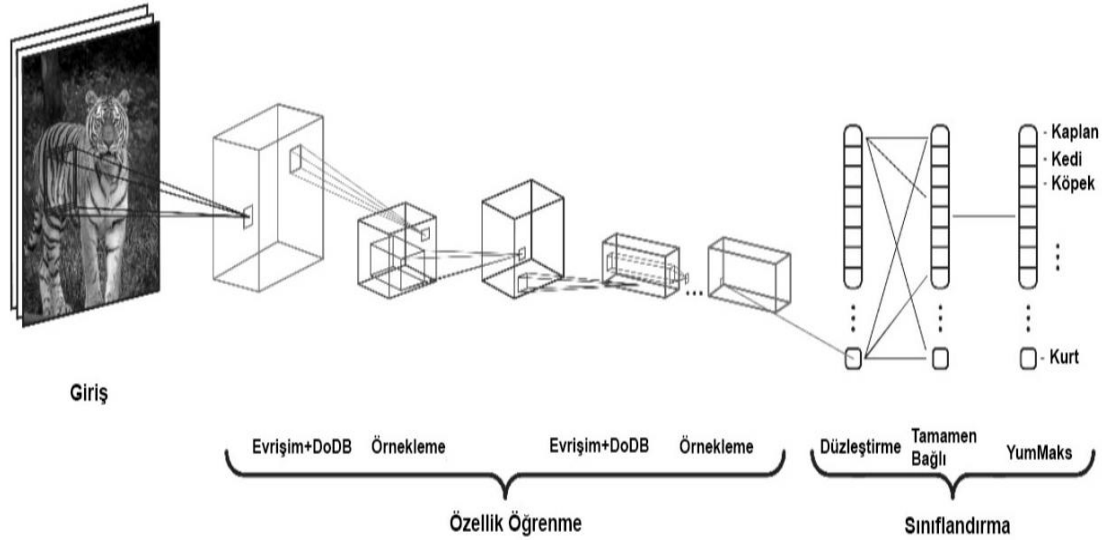 - Kaplan
- Kedi
- Köpek
- Kurt
Giriş
Evrişim+DoDB Örnekleme Evrişim+DoDB Örnekleme
Düzleştirme Tamamen Bağlı YumMaks
Özellik Öğrenme
Sınıflandırma